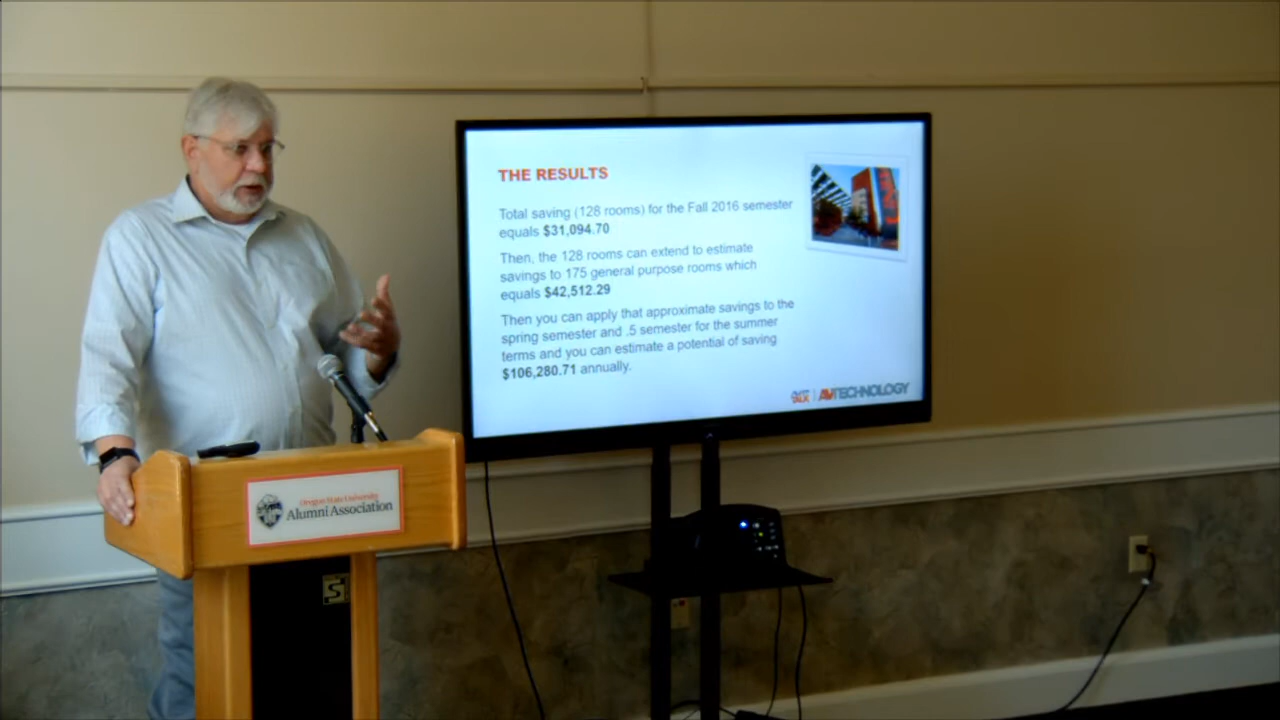 THE RESULTS
Total saving (128 rooms) for the Fall 2016 semester
equals $31,094.70
Then, the 128 rooms can extend to estimate
savings to 175 general purpose rooms which
equals $42,512.29
Then you can apply that approximate savings to the
spring semester and .5 semester for the summer
terms and you can estimate a potential of saving
$106,280.71 annually.
TALK | AVTECHNOLOGY
Oregon State University
Alumni Association